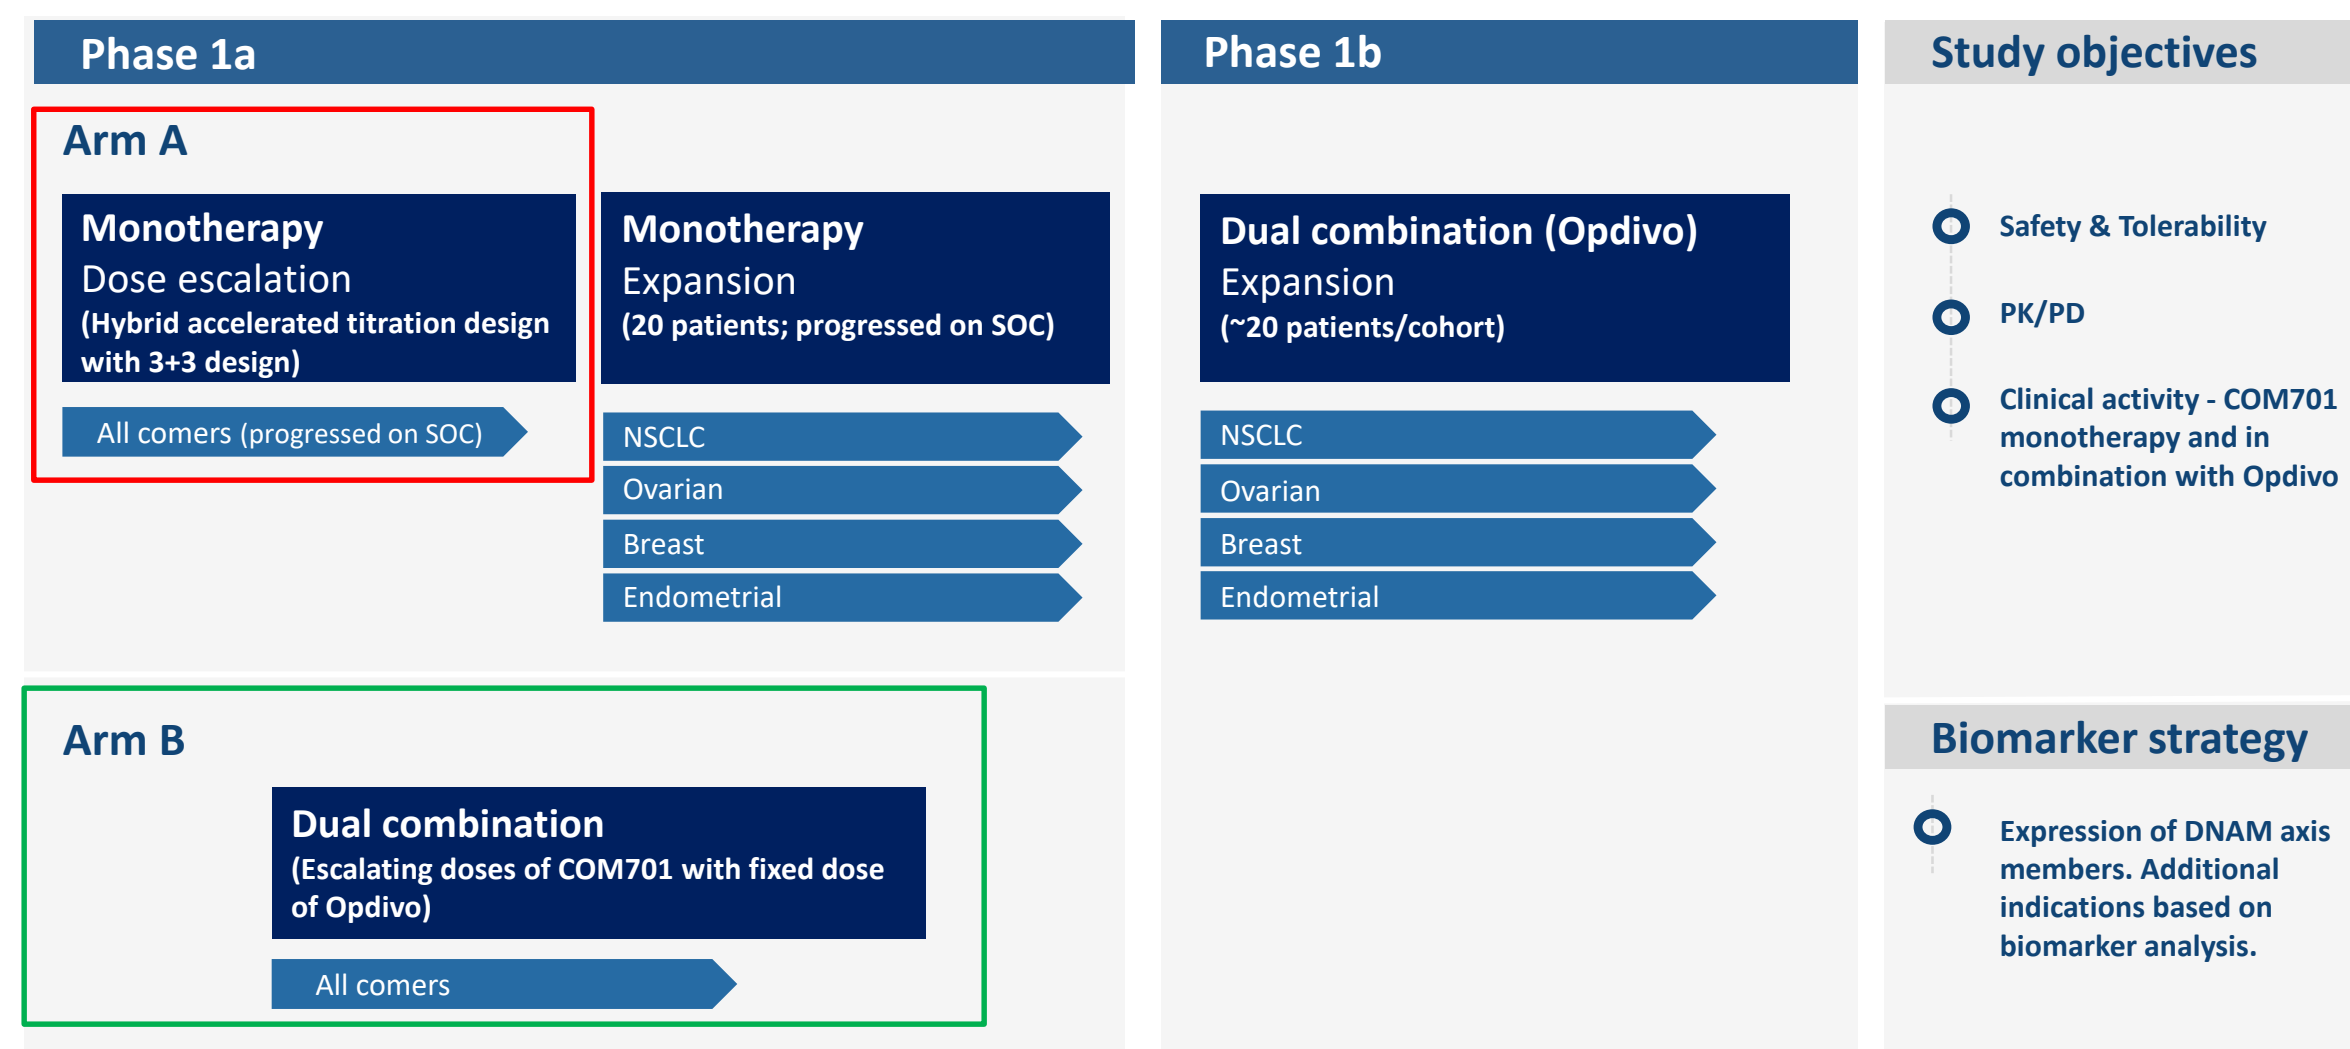 Phase 1a
Arm A
Monotherapy
Dose escalation
(Hybrid accelerated titration design
with 3+3 design)
All comers (progressed on SOC)
Monotherapy
Expansion
(20 patients; progressed on SOC)
NSCLC
Ovarian
Breast
Endometrial
Arm B
Dual combination
(Escalating doses of COM701 with fixed dose
of Opdivo)
All comers
Phase 1b
Dual combination (Opdivo)
Expansion
(~20 patients/cohort)
NSCLC
Ovarian
Breast
Endometrial
Study objectives
Safety & Tolerability
PK/PD
Clinical activity - COM701
monotherapy and in
combination with Opdivo
Biomarker strategy
Expression of DNAM axis
members. Additional
indications based on
biomarker analysis.